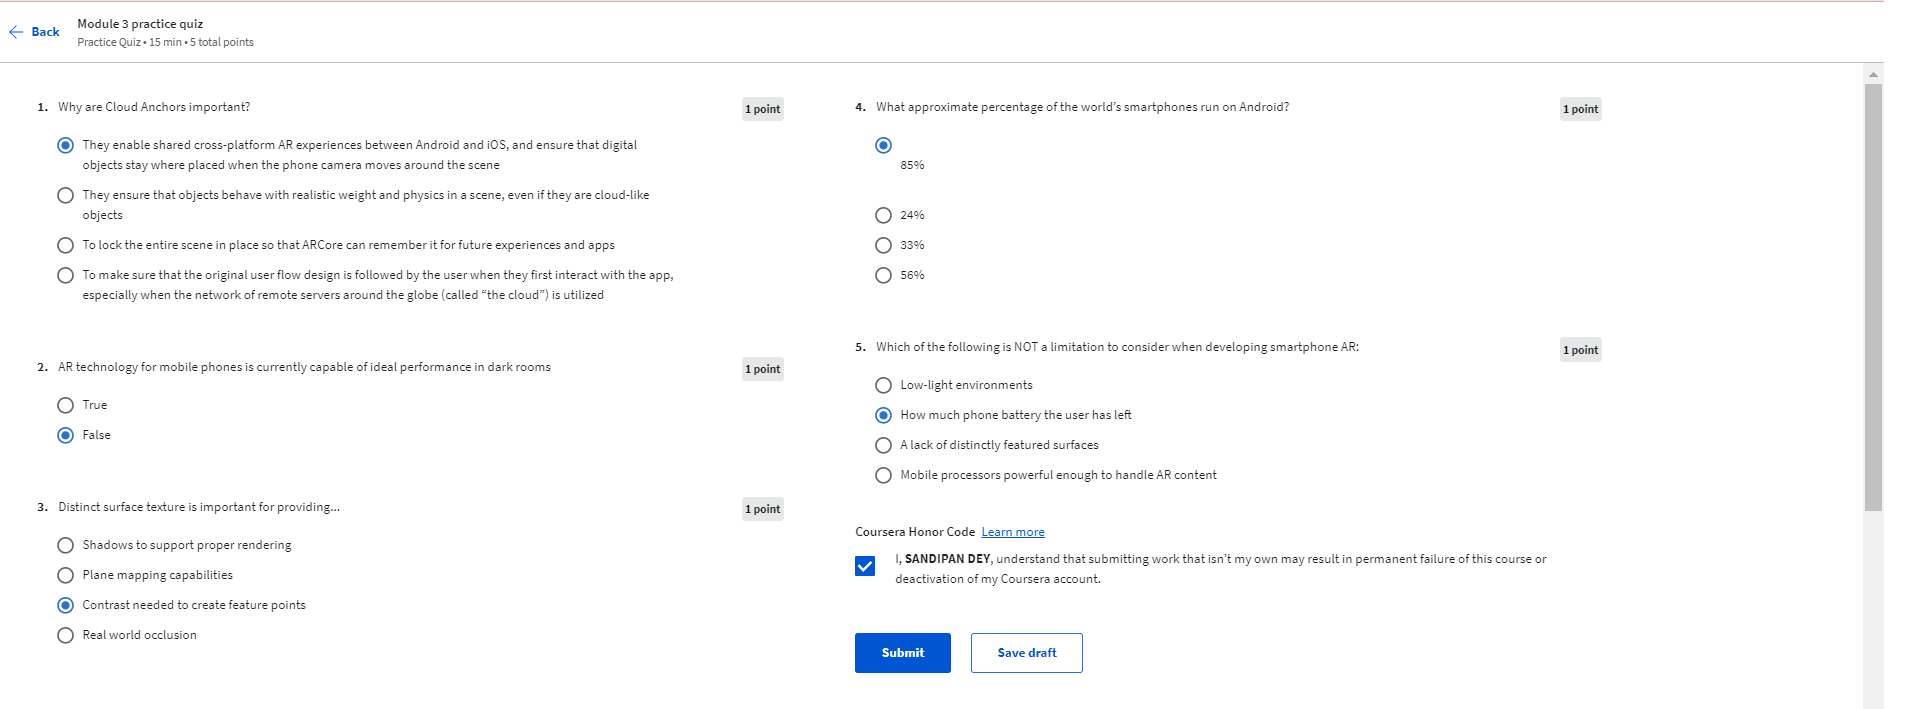 Back
Module 3 practice quiz
Practice Quiz • 15 min • 5 total points
1. Why are Cloud Anchors important?
1 point
They enable shared cross-platform AR experiences between Android and iOS, and ensure that digital
objects stay where placed when the phone camera moves around the scene
They ensure that objects behave with realistic weight and physics in a scene, even if they are cloud-like
objects
To lock the entire scene in place so that ARCore can remember it for future experiences and apps
To make sure that the original user flow design is followed by the user when they first interact with the app,
especially when the network of remote servers around the globe (called “the cloud”) is utilized
2. AR technology for mobile phones is currently capable of ideal performance in dark rooms
1 point
True
False
3. Distinct surface texture is important for providing...
1 point
Shadows to support proper rendering
Plane mapping capabilities
Contrast needed to create feature points
Real world occlusion
4. What approximate percentage of the world’s smartphones run on Android?
1 point
85%
24%
33%
56%
5. Which of the following is NOT a limitation to consider when developing smartphone AR:
1 point
Low-light environments
How much phone battery the user has left
A lack of distinctly featured surfaces
Mobile processors powerful enough to handle AR content
Coursera Honor Code Learn more
I, SANDIPAN DEY, understand that submitting work that isn’t my own may result in permanent failure of this course or
deactivation of my Coursera account.
Submit
Save draft